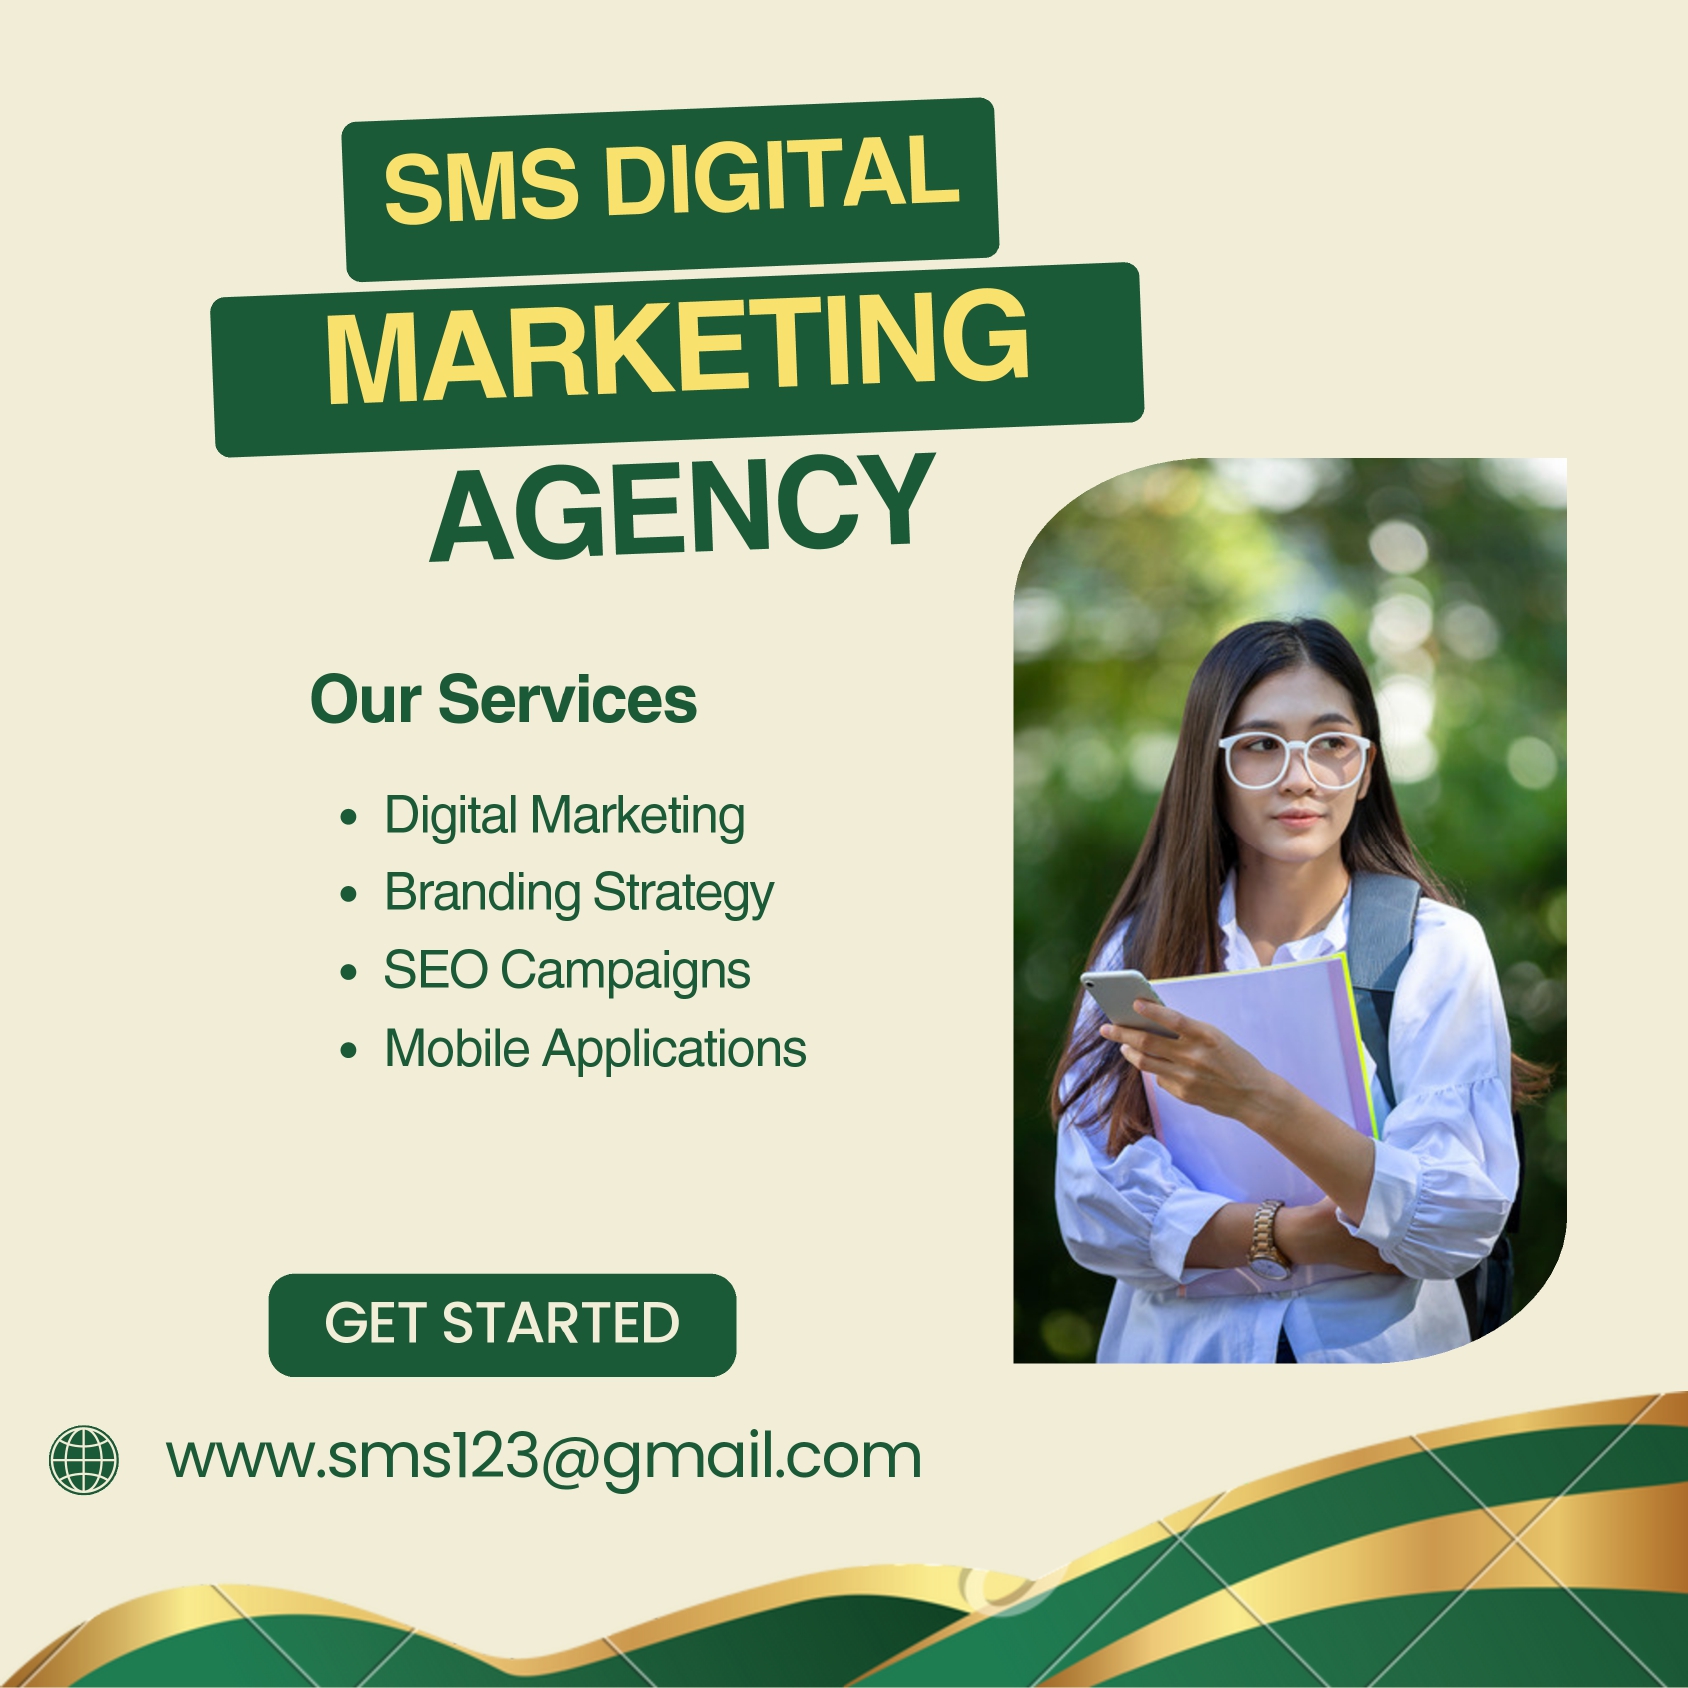 SMS DIGITAL
MARKETING
AGENCY
Our Services
• Digital Marketing
• Branding Strategy
• SEO Campaigns
• Mobile Applications
GET STARTED
www.sms123@gmail.com